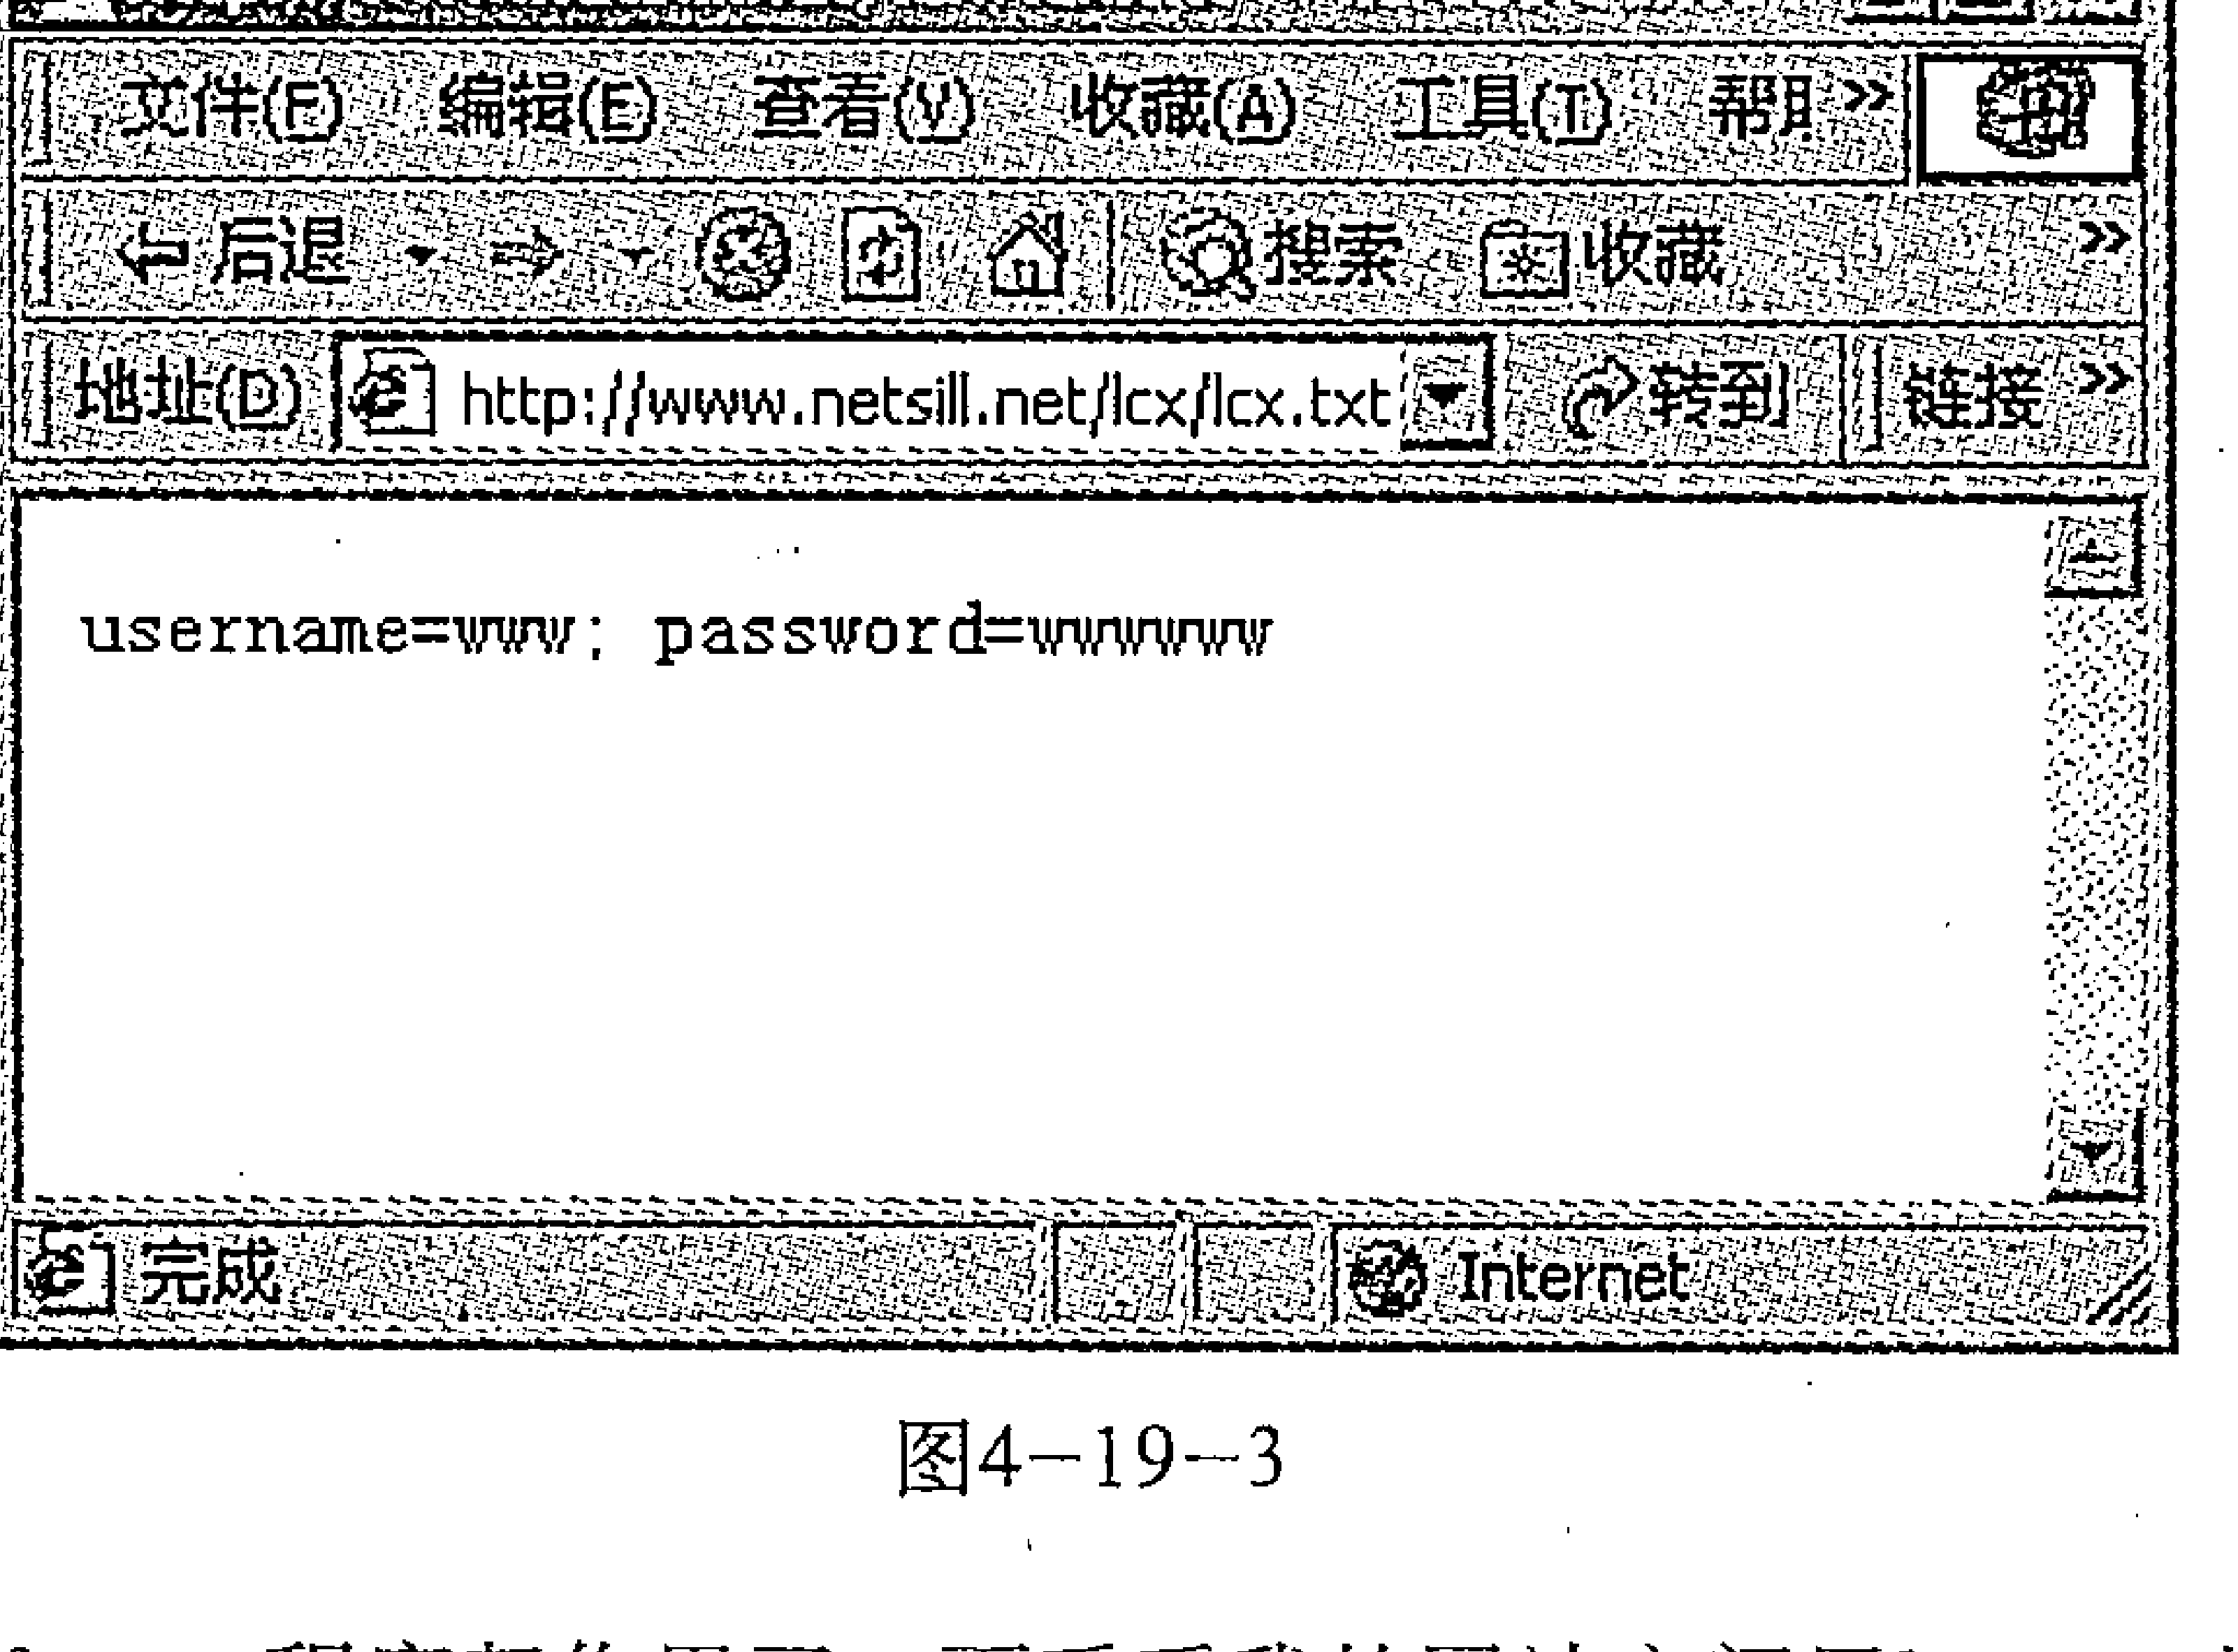 文件(F) 编辑(E) 查看(V) 收藏(A) 工具(T) 帮 »
后退 搜索 收藏 »
地址(D) http://www.netsill.net/lcx/lcx.txt 转到 链接 »
username=www; password=wwwwww
完成 Internet
图4-19-3